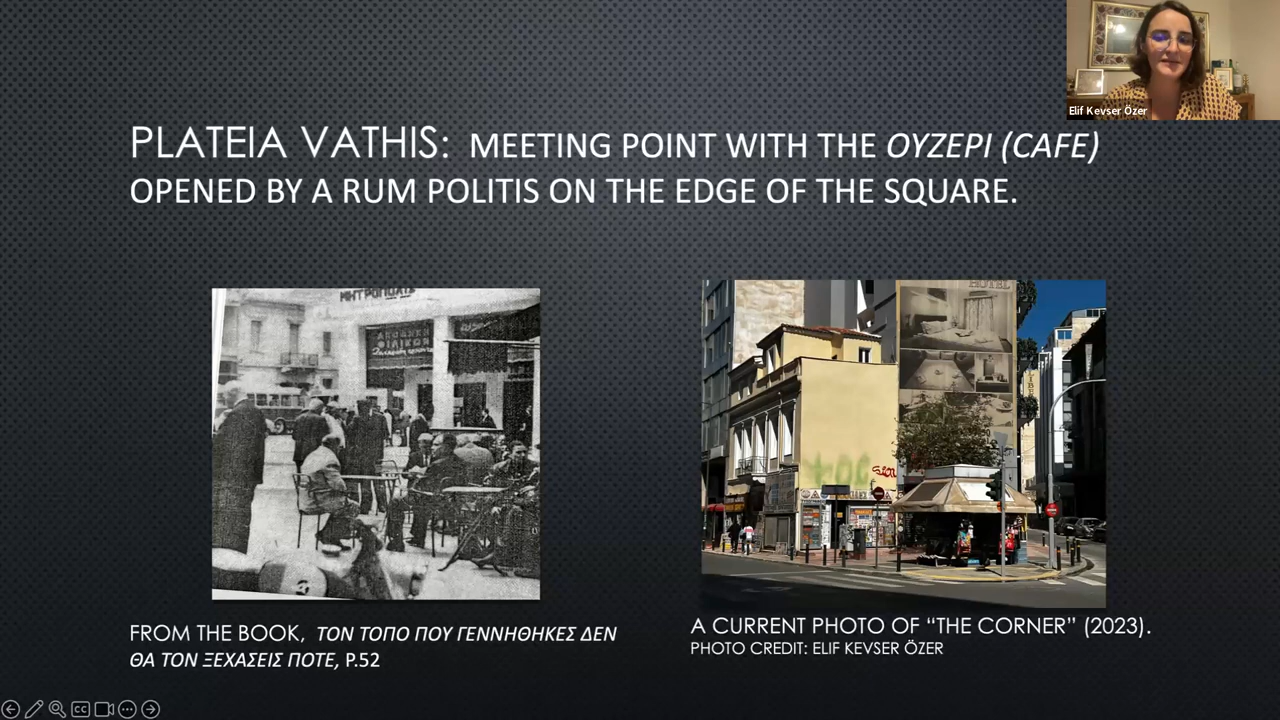 Elif Kevser Özer
PLATEIA VATHIS: MEETING POINT WITH THE ΟΥΖΕΡΙ (CAFE)
OPENED BY A RUM POLITIS ON THE EDGE OF THE SQUARE.
HOTEL
FROM THE BOOK, ΤΟΝ ΤΟΠΟ ΠΟΥ ΓΕΝΝΗΘΗΚΕΣ ΔΕΝ
ΘΑ ΤΟΝ ΞΕΧΑΣΕΙΣ ΠΟΤΕ, P.52
A CURRENT PHOTO OF “THE CORNER” (2023).
PHOTO CREDIT: ELIF KEVSER ÖZER
CC